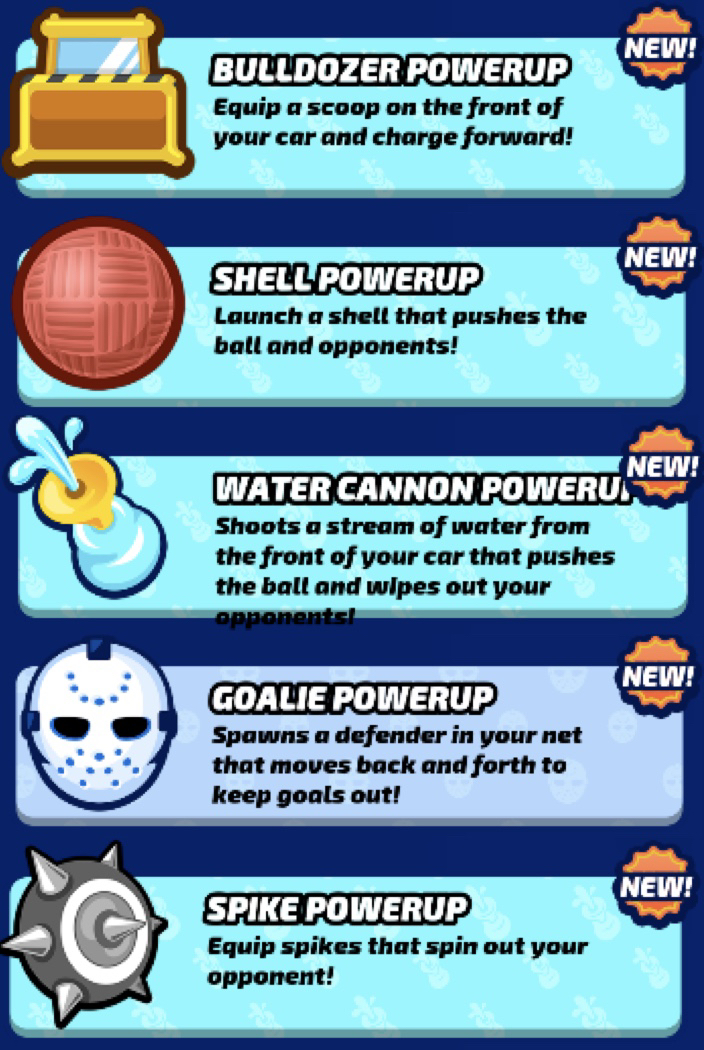 NEW!
BULLDOZER POWERUP
Equip a scoop on the front of
your car and charge forward!
NEW!
SHELL POWERUP
Launch a shell that pushes the
ball and opponents!
NEW!
WATER CANNON POWERUP
Shoots a stream of water from
the front of your car that pushes
the ball and wipes out your
opponents!
NEW!
GOALIE POWERUP
Spawns a defender in your net
that moves back and forth to
keep goals out!
NEW!
SPIKE POWERUP
Equip spikes that spin out your
opponent!